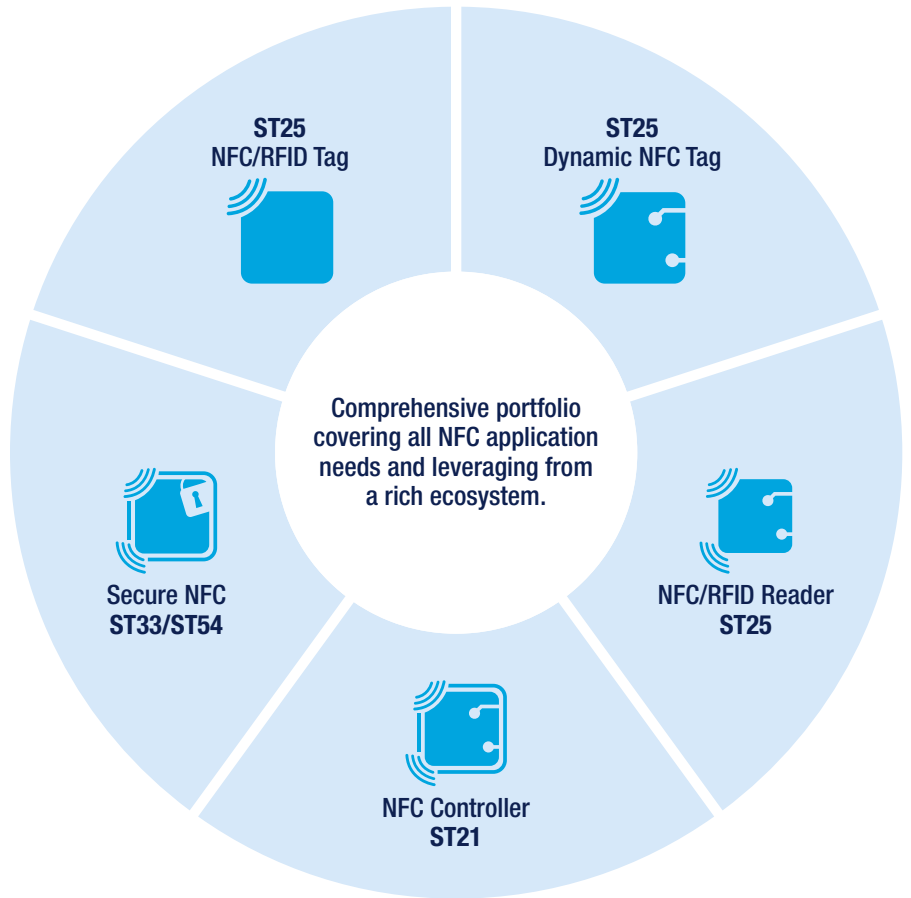 ST25
NFC/RFID Tag
ST25
Dynamic NFC Tag
Comprehensive portfolio
covering all NFC application
needs and leveraging from
a rich ecosystem.
Secure NFC
ST33/ST54
NFC/RFID Reader
ST25
NFC Controller
ST21